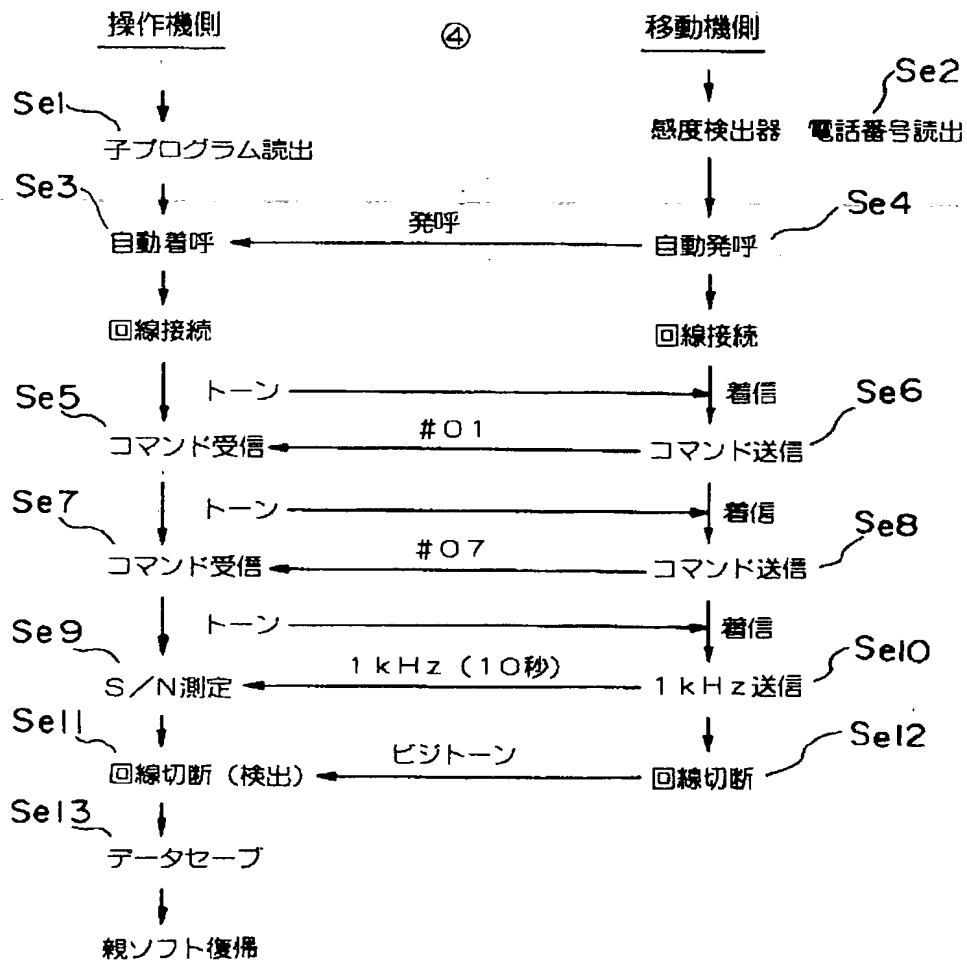 操作機側 ④ 移動機側
Se2
Se1
感度検出器 電話番号読出
子プログラム読出
Se3
Se4
発呼
自動着呼 自動発呼
回線接続 回線接続
Se5 トーン 着信 Se6
#01
コマンド受信 コマンド送信
Se7 トーン 着信 Se8
#07
コマンド受信 コマンド送信
Se9 トーン 着信
Se10
1kHz(10秒)
S/N測定 1kHz送信
Se11 Se12
ビジトーン
回線切断(検出) 回線切断
Se13
データセーブ
親ソフト復帰